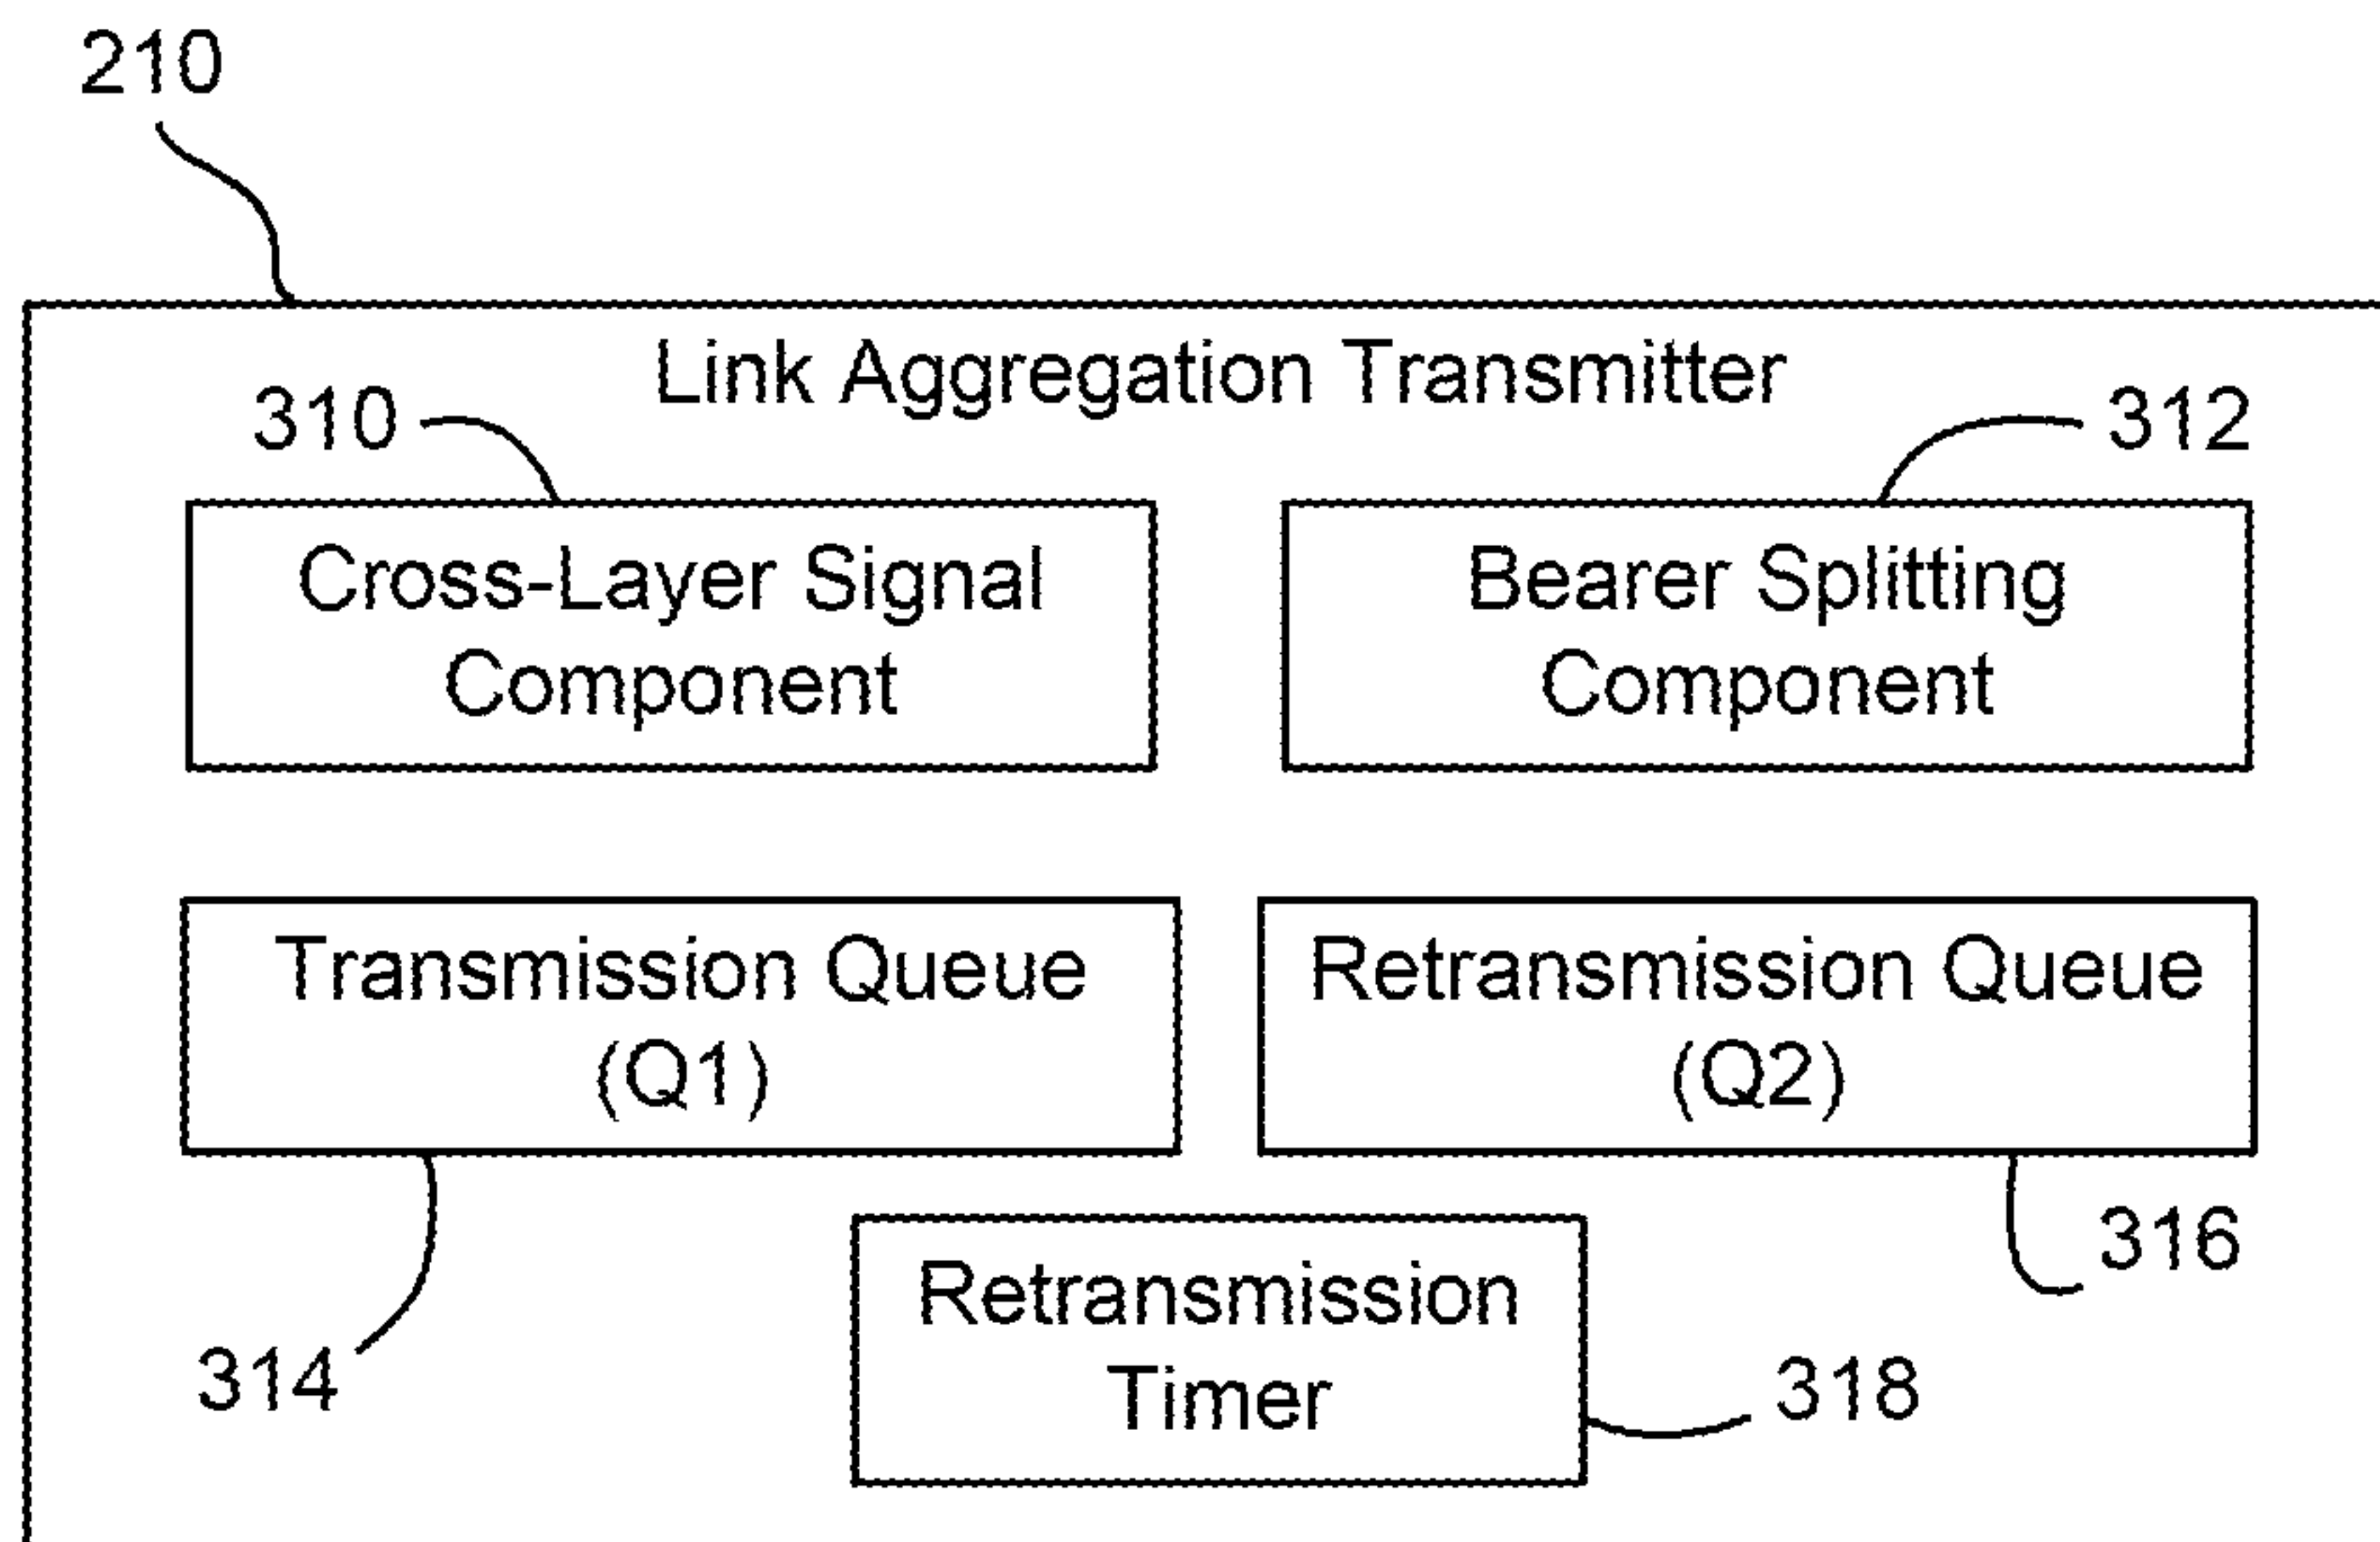 210
Link Aggregation Transmitter
310
312
Cross-Layer Signal
Component
Bearer Splitting
Component
Transmission Queue
(Q1)
Retransmission Queue
(Q2)
314
316
Retransmission
Timer
318